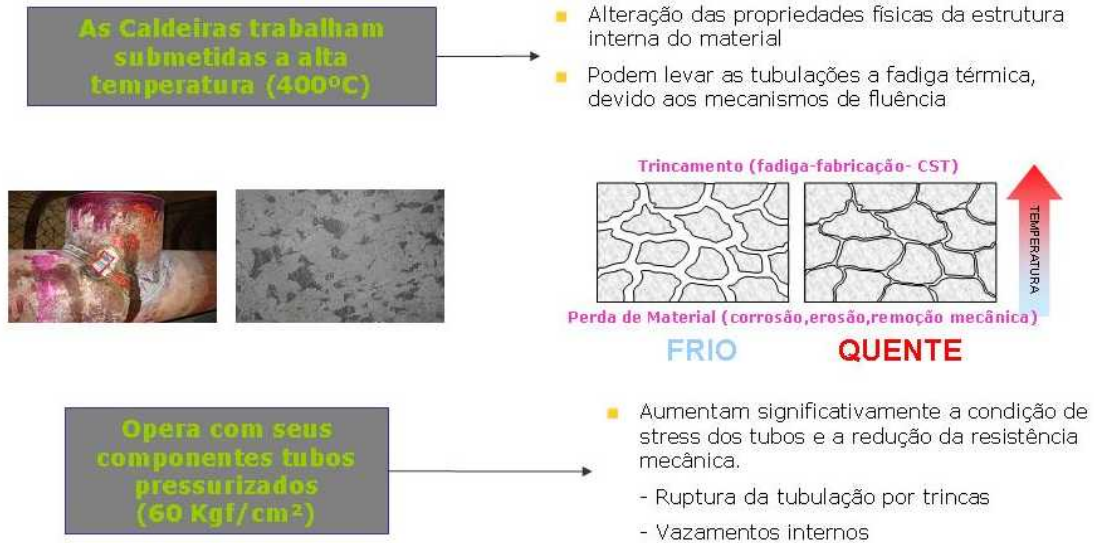 As Caldeiras trabalham
submetidas a alta
temperatura (400ºC)
Alteração das propriedades físicas da estrutura
interna do material
Podem levar as tubulações a fadiga térmica,
devido aos mecanismos de fluência
Trincamento (fadiga-fabricação- CST)
TEMPERATURA
Perda de Material (corrosão,erosão,remoção mecânica)
FRIO
QUENTE
Opera com seus
componentes tubos
pressurizados
(60 Kgf/cm²)
Aumentam significativamente a condição de
stress dos tubos e a redução da resistência
mecânica.
- Ruptura da tubulação por trincas
- Vazamentos internos